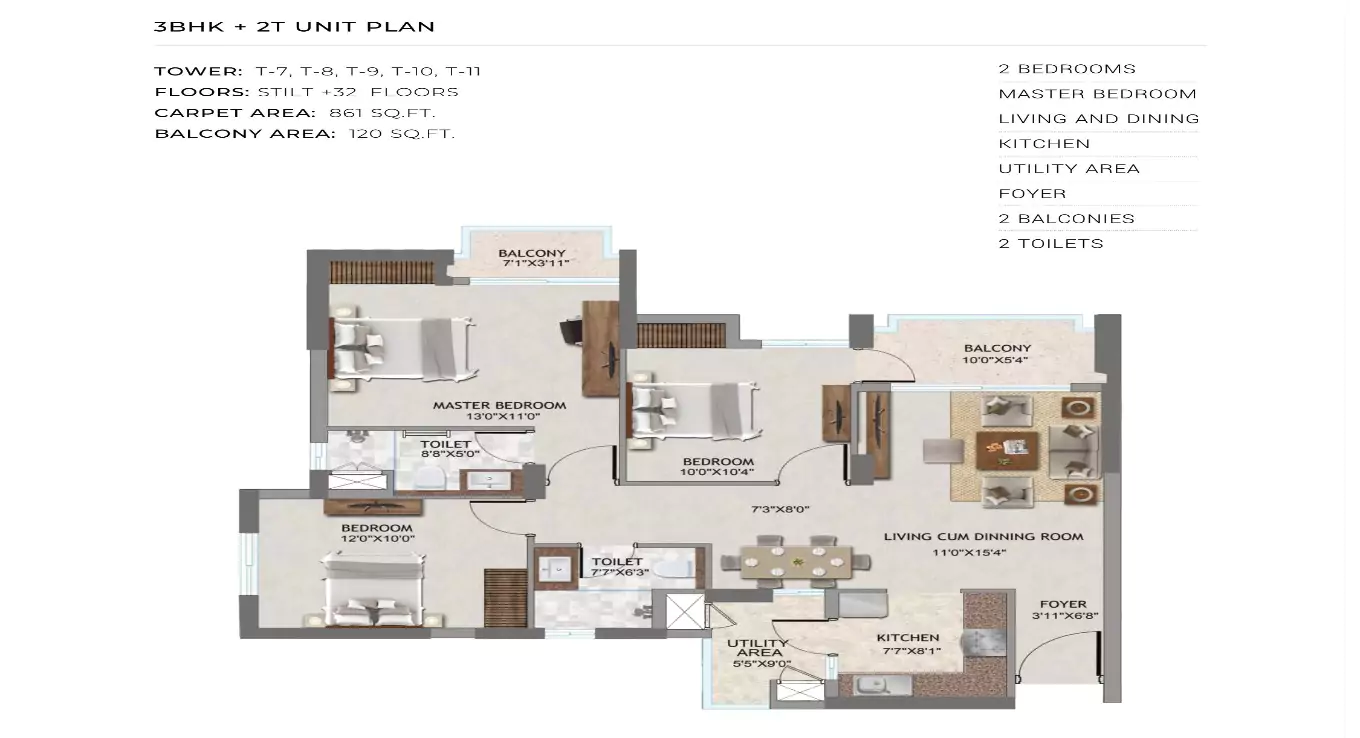 3BHK + 2T UNIT PLAN
TOWER: T-7, T-8, T-9, T-10, T-11
FLOORS: STILT +32 FLOORS
CARPET AREA: 861 SQ.FT.
BALCONY AREA: 120 SQ.FT.
2 BEDROOMS
MASTER BEDROOM
LIVING AND DINING
KITCHEN
UTILITY AREA
FOYER
2 BALCONIES
2 TOILETS
BALCONY
7'1"X3'11"
BALCONY
10'0"X5'4"
MASTER BEDROOM
13'0"X11'0"
TOILET
8'8"X5'0"
BEDROOM
10'0"X10'4"
BEDROOM
12'0"X10'0"
7'3"X8'0"
LIVING CUM DINNING ROOM
11'0"X15'4"
TOILET
7'7"X6'3"
FOYER
3'11"X6'8"
KITCHEN
7'7"X8'1"
UTILITY
AREA
5'5"X9'0"